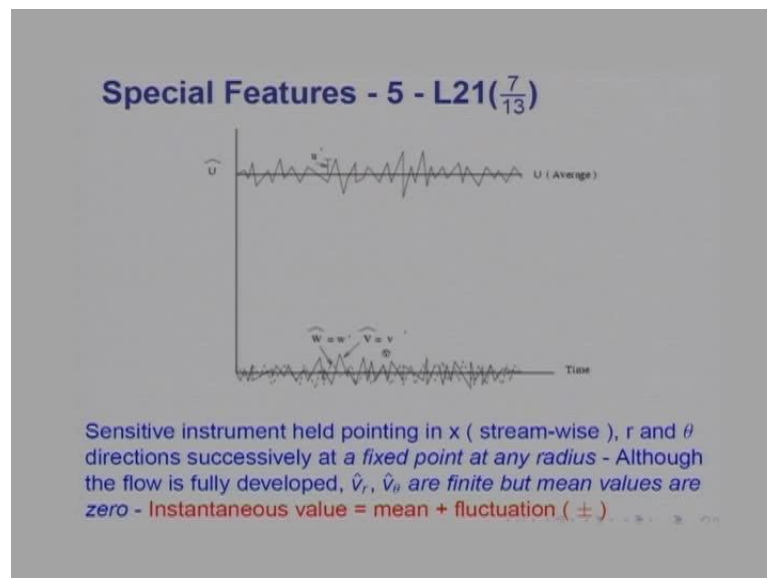 Special Features - 5 - L21(7/13)
Û
u'
U ( Average )
Ŵ = w' V̂ = v'
Time
Sensitive instrument held pointing in x ( stream-wise ), r and θ
directions successively at a fixed point at any radius - Although
the flow is fully developed, v̂r, v̂θ are finite but mean values are
zero - Instantaneous value = mean + fluctuation ( ± )